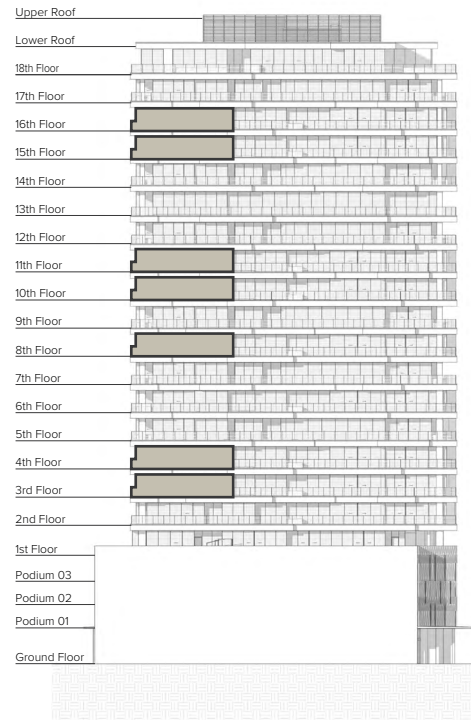 Upper Roof
Lower Roof
18th Floor
17th Floor
16th Floor
15th Floor
14th Floor
13th Floor
12th Floor
11th Floor
10th Floor
9th Floor
8th Floor
7th Floor
6th Floor
5th Floor
4th Floor
3rd Floor
2nd Floor
1st Floor
Podium 03
Podium 02
Podium 01
Ground Floor